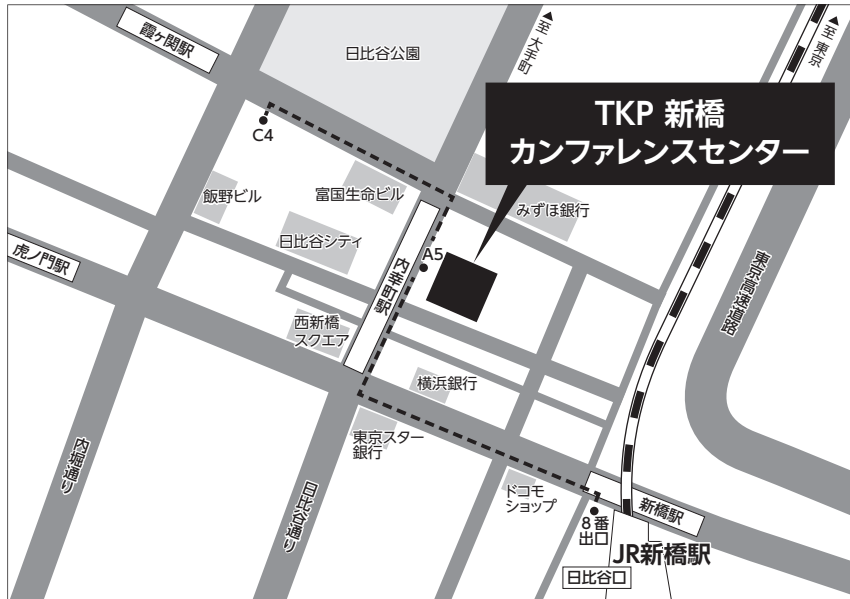 霞ヶ関駅
日比谷公園
▲至 大手町
▲至 東京
TKP 新橋
カンファレンスセンター
C4
飯野ビル
富国生命ビル
みずほ銀行
日比谷シティ
A5
内幸町駅
虎ノ門駅
東京高速道路
西新橋
スクエア
横浜銀行
東京スター
銀行
内堀通り
日比谷通り
ドコモ
ショップ
8番
出口
新橋駅
JR新橋駅
日比谷口